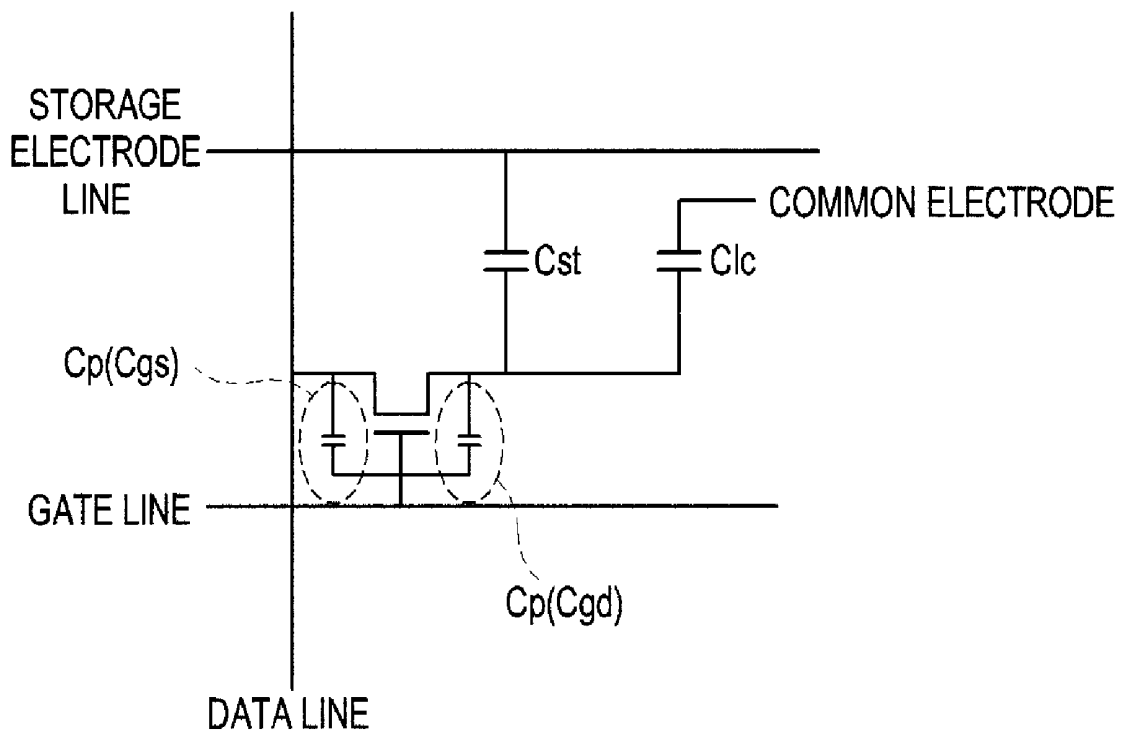 STORAGE
ELECTRODE
LINE
COMMON ELECTRODE
Cst
Clc
Cp(Cgs)
GATE LINE
Cp(Cgd)
DATA LINE